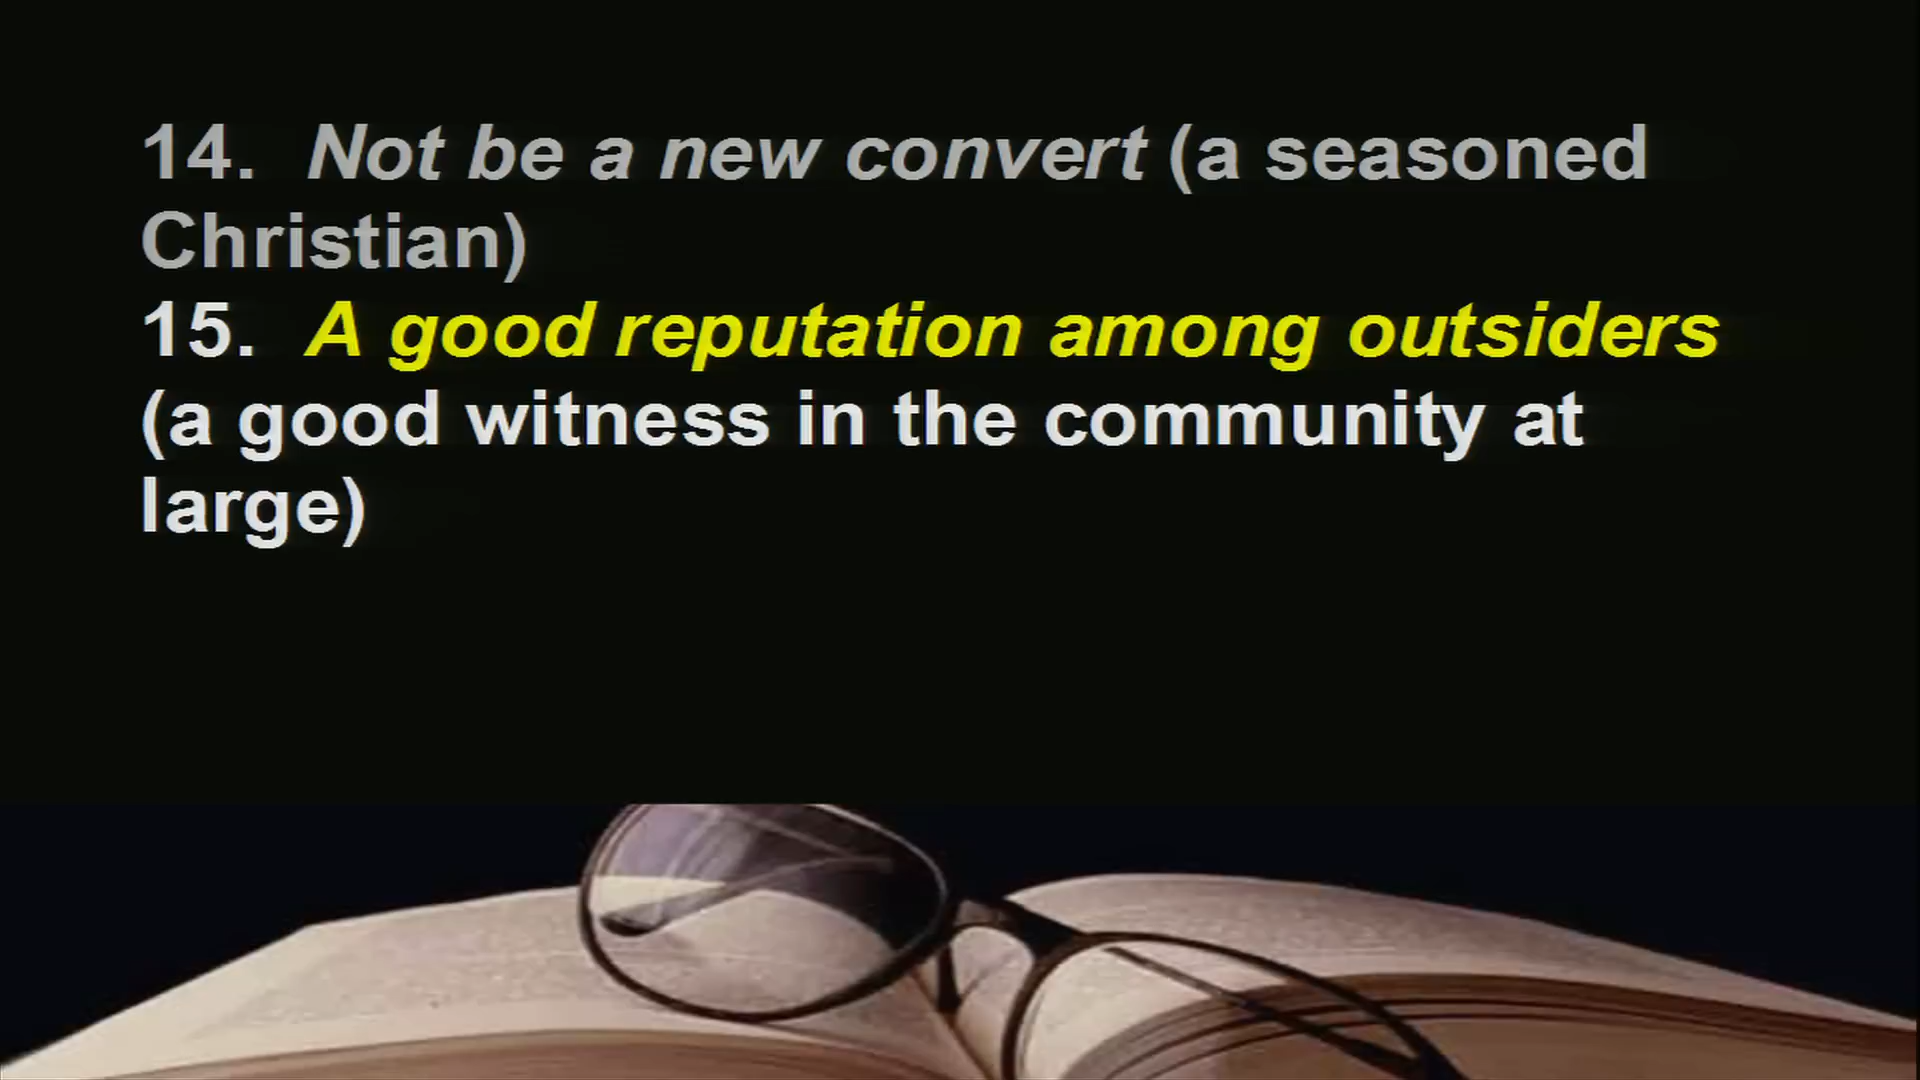 14.  Not be a new convert (a seasoned
Christian)
15.  A good reputation among outsiders
(a good witness in the community at
large)